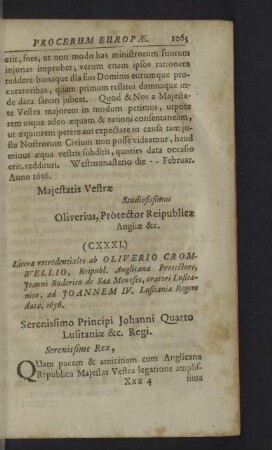 PROCERUM EUROPÆ. 1063
erit, fore, ut non modo has ministrorum suorum
injurias improbet, verum etiam ipsos rationem
reddere bonaque illa suis Dominis eorumque pro-
curatoribus, quam primum restitui damnaque in-
de data sarciri jubeat. Quod & Nos a Majesta-
te Vestra majorem in modum petimus, utpote
rem uique adeo æquam & rationi consentaneam,
ut æquiorem petere aut expectare in causa tam ju-
sta Nostrorum Civium non posse videamur, haud
minus æqua vestris subditis, quoties data occasio
erit, reddituri. Westmonasterio die -- Februar.
Anno 1656.
Majestatis Vestræ
Studiosissimus
Oliverius, Protector Reipublicæ
Angliæ &c.
(CXXXI.)
Literæ recredentiales ab OLIVERIO CROM-
WELLIO, Reipubl. Anglicanæ Protectore,
Joanni Roderico de Saa Meneses, oratori Lusita-
nico, ad JOANNEM IV. Lusitaniæ Regem
datæ, 1656.
Serenissimo Principi Johanni Quarto
Lusitaniæ &c. Regi.
Serenissime Rex,
QUam pacem & amicitiam cum Anglicana
Republica Majestas Vestra legatione amplis-
Xxx 4 sima